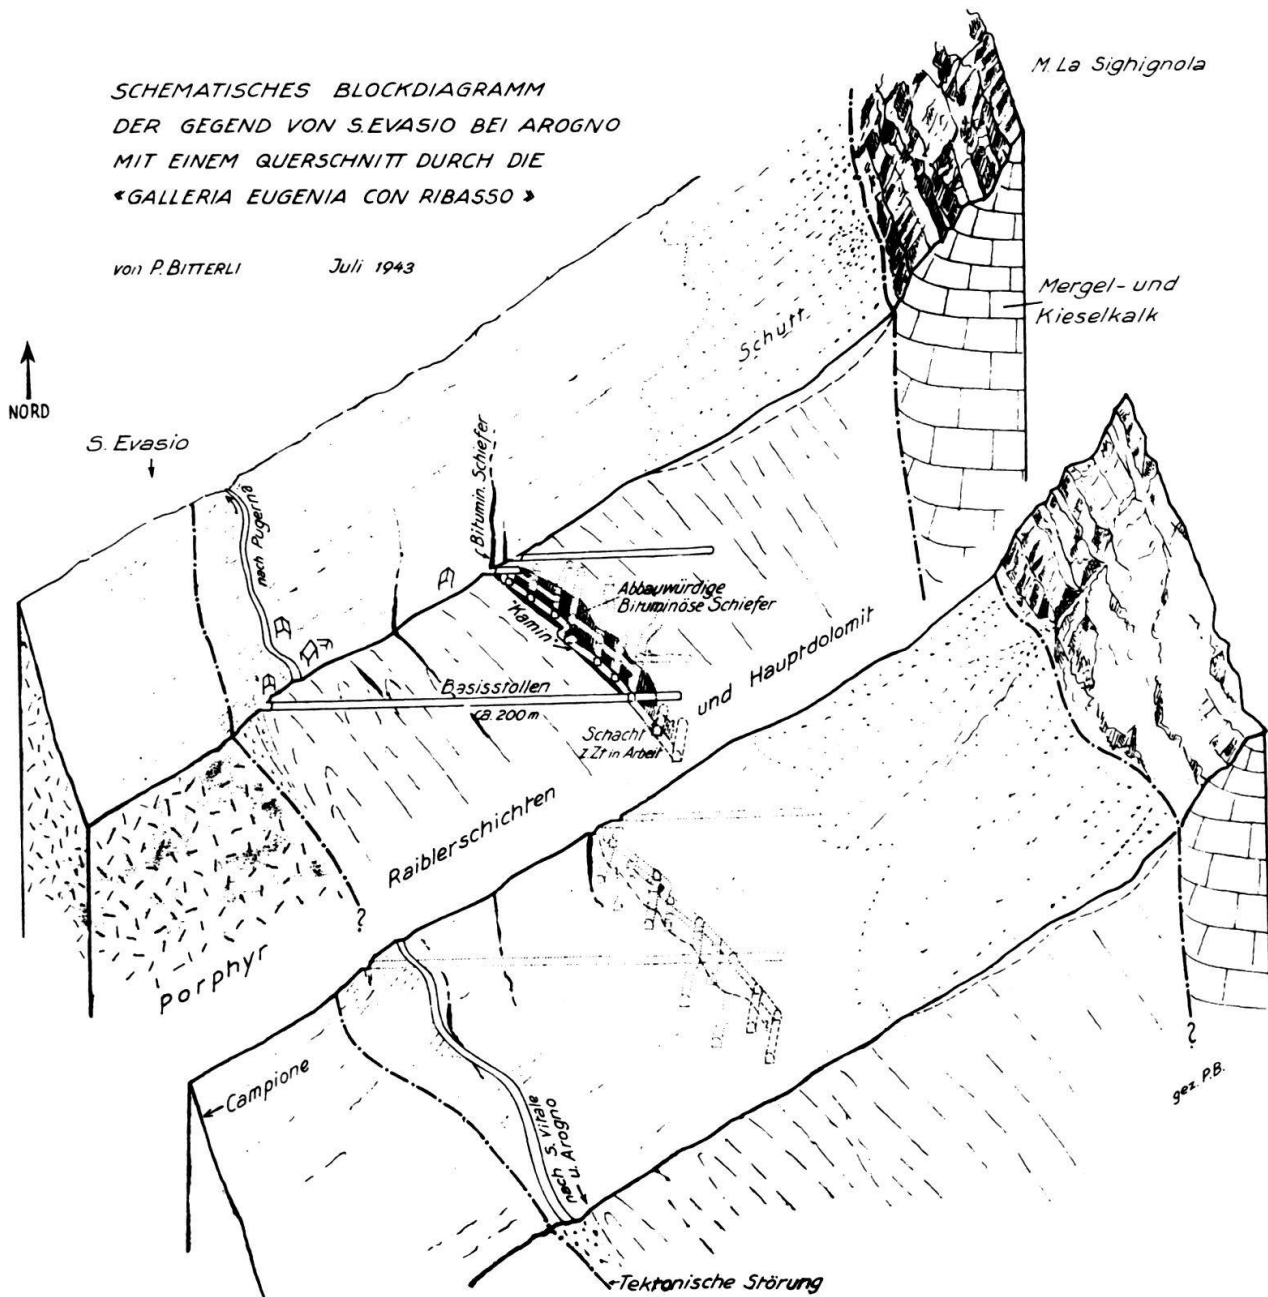 SCHEMATISCHES BLOCKDIAGRAMM
DER GEGEND VON S. EVASIO BEI AROGNO
MIT EINEM QUERSCHNITT DURCH DIE
«GALLERIA EUGENIA CON RIBASSO»
von P. BITTERLI Juli 1943
M. La Sighignola
Mergel- und
Kieselkalk
Schutt
NORD
S. Evasio
Bitumin. Schiefer
nach Pugerna
Abbauwürdige
Bituminöse Schiefer
"Kamin"
Basisstollen
ca. 200 m
Schacht
z. Zt in Arbeit
Raiblerschichten und Hauptdolomit
?
Porphyr
Campione
nach S. Vitale
u. Arogno
?
gez. P.B.
Tektonische Störung